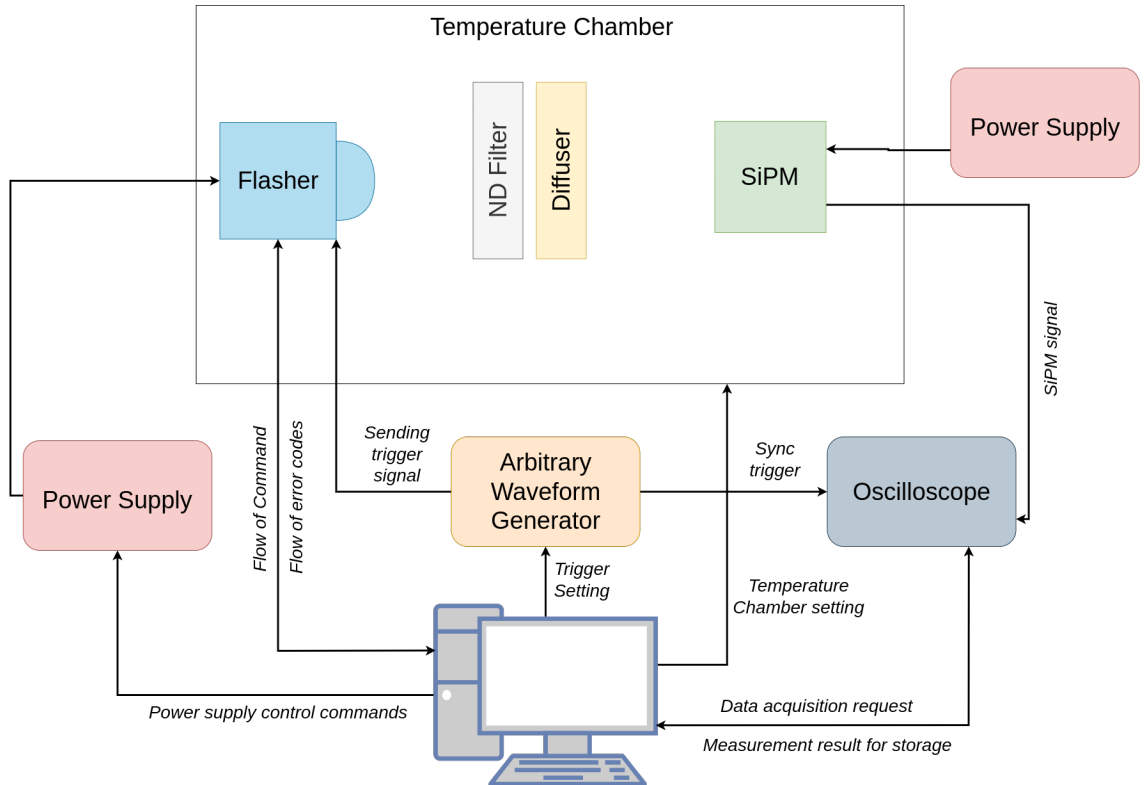 Temperature Chamber
Power Supply
Flasher
ND Filter
Diffuser
SiPM
SiPM signal
Flow of Command
Flow of error codes
Sending
trigger
signal
Arbitrary
Waveform
Generator
Sync
trigger
Oscilloscope
Power Supply
Trigger
Setting
Temperature
Chamber setting
Power supply control commands
Data acquisition request
Measurement result for storage